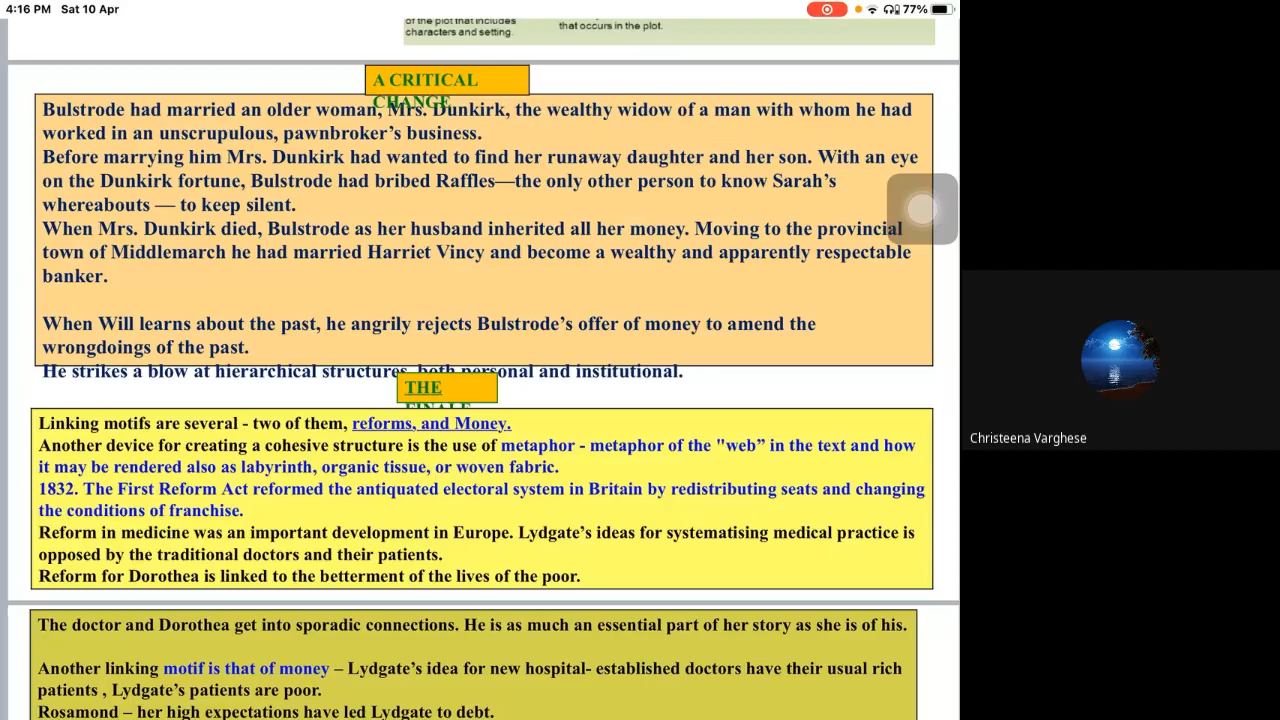 4:16 PM Sat 10 Apr
77%
of the plot that includes
characters and setting.
that occurs in the plot.
A CRITICAL
CHANGE
Bulstrode had married an older woman, Mrs. Dunkirk, the wealthy widow of a man with whom he had
worked in an unscrupulous, pawnbroker’s business.
Before marrying him Mrs. Dunkirk had wanted to find her runaway daughter and her son. With an eye
on the Dunkirk fortune, Bulstrode had bribed Raffles—the only other person to know Sarah’s
whereabouts — to keep silent.
When Mrs. Dunkirk died, Bulstrode as her husband inherited all her money. Moving to the provincial
town of Middlemarch he had married Harriet Vincy and become a wealthy and apparently respectable
banker.
When Will learns about the past, he angrily rejects Bulstrode’s offer of money to amend the
wrongdoings of the past.
He strikes a blow at hierarchical structures, both personal and institutional.
THE
FINALE
Linking motifs are several - two of them, reforms, and Money.
Another device for creating a cohesive structure is the use of metaphor - metaphor of the "web” in the text and how
it may be rendered also as labyrinth, organic tissue, or woven fabric.
1832. The First Reform Act reformed the antiquated electoral system in Britain by redistributing seats and changing
the conditions of franchise.
Reform in medicine was an important development in Europe. Lydgate’s ideas for systematising medical practice is
opposed by the traditional doctors and their patients.
Reform for Dorothea is linked to the betterment of the lives of the poor.
The doctor and Dorothea get into sporadic connections. He is as much an essential part of her story as she is of his.
Another linking motif is that of money – Lydgate’s idea for new hospital- established doctors have their usual rich
patients , Lydgate’s patients are poor.
Rosamond – her high expectations have led Lydgate to debt.
Christeena Varghese